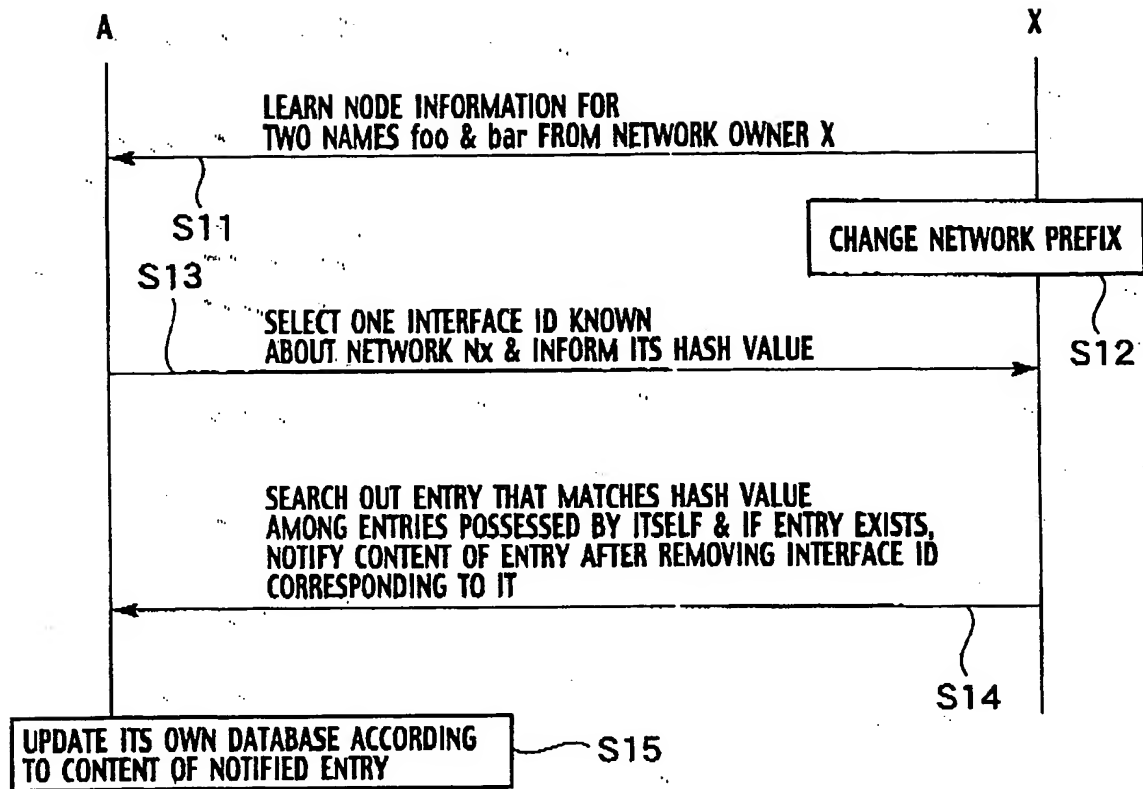 A
X
LEARN NODE INFORMATION FOR
TWO NAMES foo & bar FROM NETWORK OWNER X
S11
CHANGE NETWORK PREFIX
S13
S12
SELECT ONE INTERFACE ID KNOWN
ABOUT NETWORK Nx & INFORM ITS HASH VALUE
SEARCH OUT ENTRY THAT MATCHES HASH VALUE
AMONG ENTRIES POSSESSED BY ITSELF & IF ENTRY EXISTS,
NOTIFY CONTENT OF ENTRY AFTER REMOVING INTERFACE ID
CORRESPONDING TO IT
S14
UPDATE ITS OWN DATABASE ACCORDING
TO CONTENT OF NOTIFIED ENTRY
S15